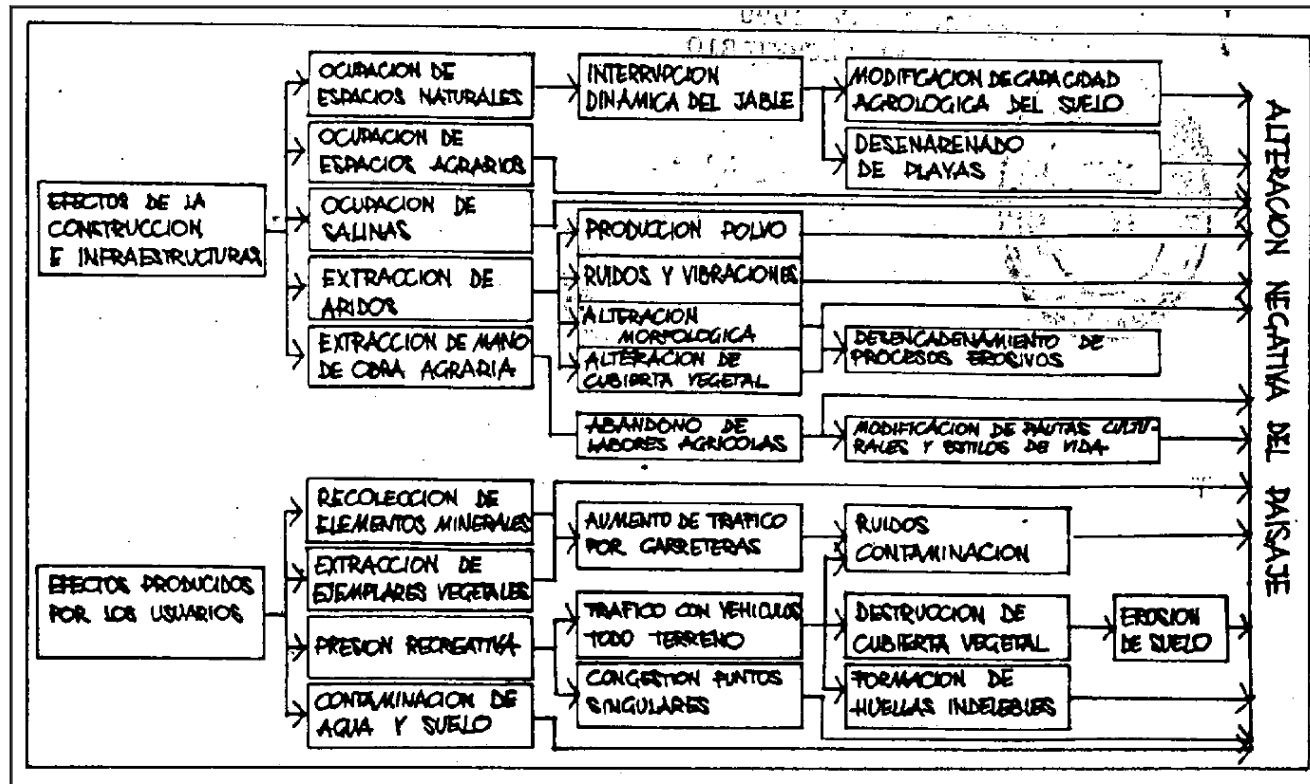 OCUPACION DE
ESPACIOS NATURALES
INTERRUPCION
DINAMICA DEL JABLE
MODIFICACION DE CAPACIDAD
AGROLOGICA DEL SUELO
OCUPACION DE
ESPACIOS AGRARIOS
DESENARENADO
DE PLAYAS
EFECTOS DE LA
CONSTRUCCION
E INFRAESTRUCTURAS
OCUPACION DE
SALINAS
PRODUCCION POLVO
EXTRACCION DE
ARIDOS
RUIDOS Y VIBRACIONES
ALTERACION
MORFOLOGICA
EXTRACCION DE MANO
DE OBRA AGRARIA
ALTERACION DE
CUBIERTA VEGETAL
DESENCADENAMIENTO DE
PROCESOS EROSIVOS
ABANDONO DE
LABORES AGRICOLAS
MODIFICACION DE PAUTAS CULTU-
RALES Y ESTILOS DE VIDA
RECOLECCION DE
ELEMENTOS MINERALES
AUMENTO DE TRAFICO
POR CARRETERAS
RUIDOS
CONTAMINACION
EFECTOS PRODUCIDOS
POR LOS USUARIOS
EXTRACCION DE
EJEMPLARES VEGETALES
PRESION RECREATIVA
TRAFICO CON VEHICULOS
TODO TERRENO
DESTRUCCION DE
CUBIERTA VEGETAL
EROSION
DE SUELO
CONTAMINACION DE
AGUA Y SUELO
CONGESTION PUNTOS
SINGULARES
FORMACION DE
HUELLAS INDELEBLES
ALTERACION NEGATIVA DEL PAISAJE